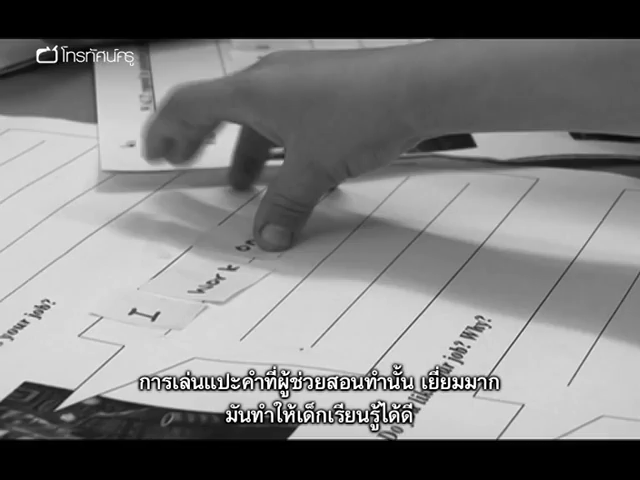 โทรทัศน์ครู
I
work
on
your job?
Do you like your job? Why?
การเล่นแปะคำที่ผู้ช่วยสอนทำนั้น เยี่ยมมาก
มันทำให้เด็กเรียนรู้ได้ดี